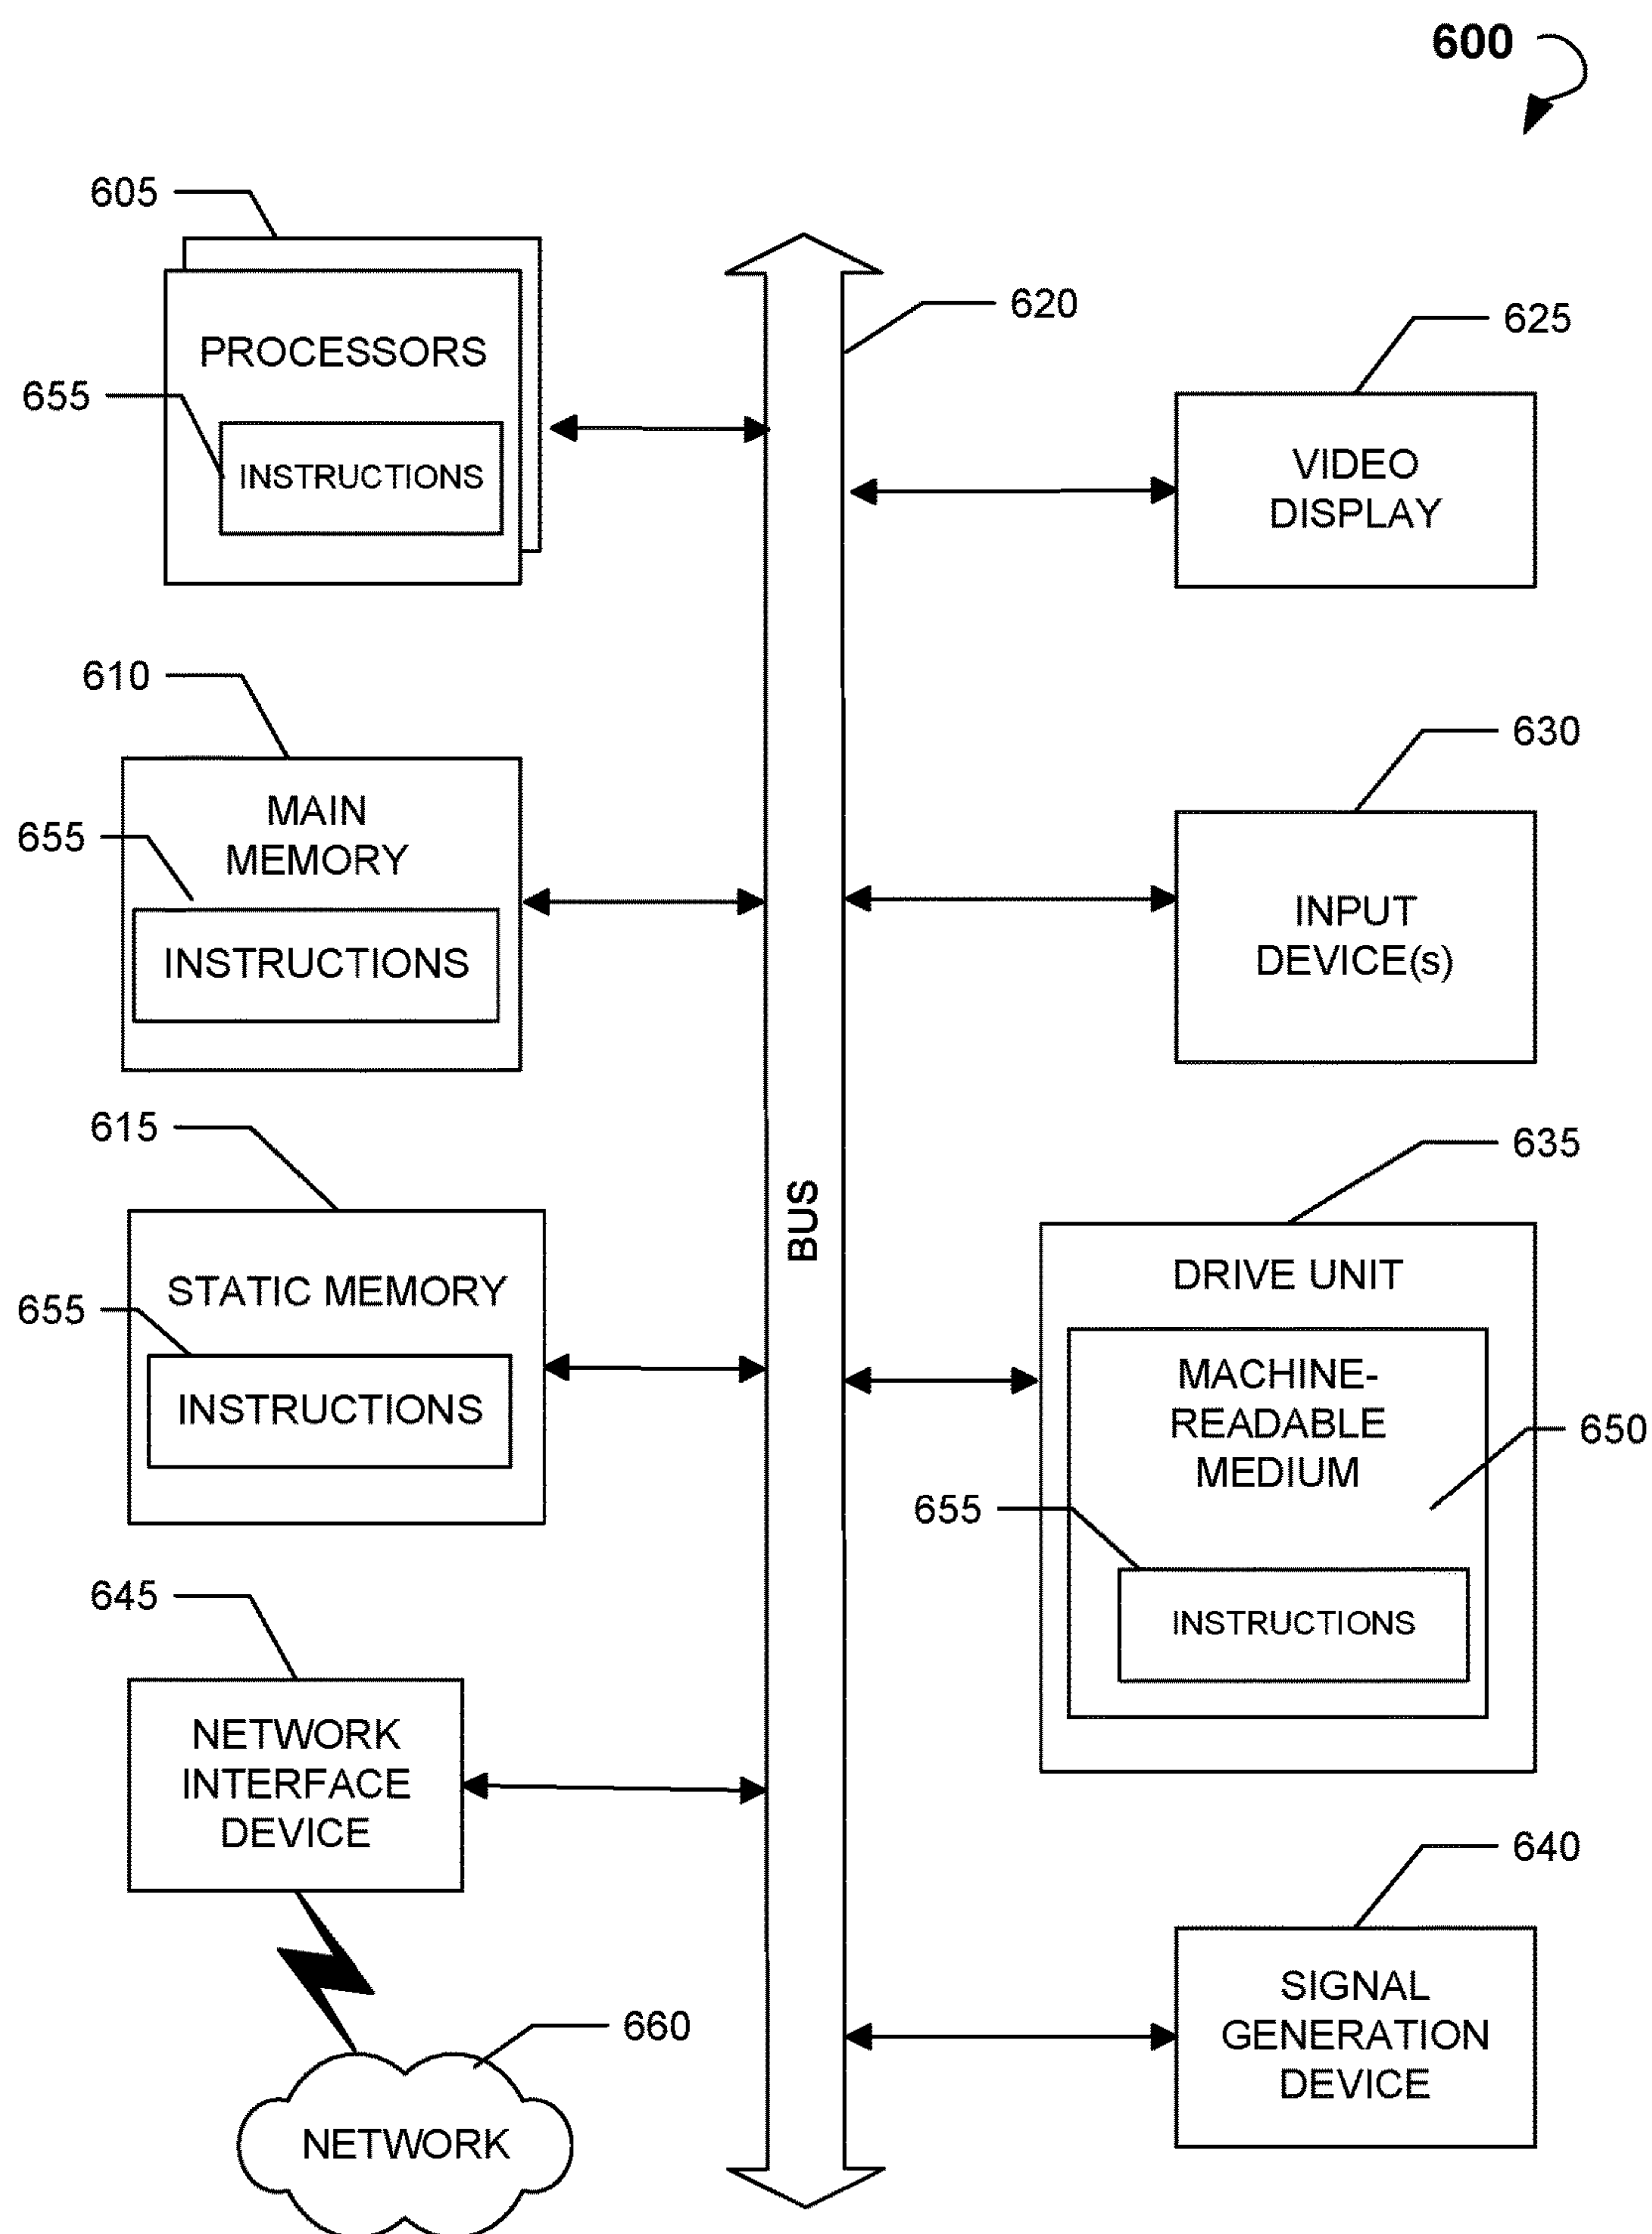 600
605
PROCESSORS
655
INSTRUCTIONS
620
625
VIDEO
DISPLAY
610
MAIN
MEMORY
655
INSTRUCTIONS
630
INPUT
DEVICE(s)
615
STATIC MEMORY
655
INSTRUCTIONS
BUS
635
DRIVE UNIT
MACHINE-
READABLE
MEDIUM
650
655
INSTRUCTIONS
645
NETWORK
INTERFACE
DEVICE
660
NETWORK
640
SIGNAL
GENERATION
DEVICE